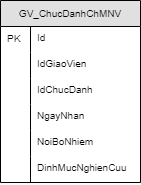 GV_ChucDanhChMNV
PK Id
IdGiaoVien
IdChucDanh
NgayNhan
NoiBoNhiem
DinhMucNghienCuu